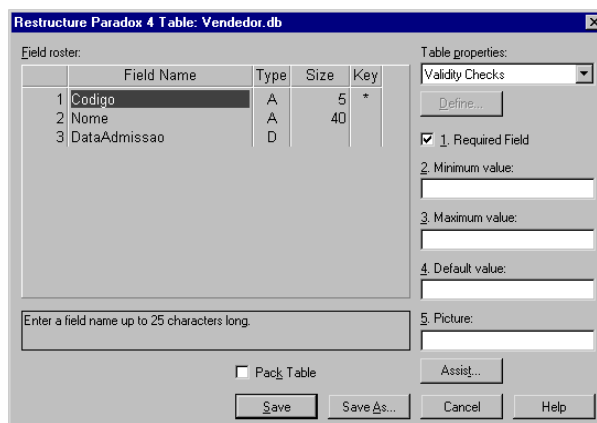 Restructure Paradox 4 Table: Vendedor.db
Field roster:
Field Name Type Size Key
1 Codigo A 5 *
2 Nome A 40
3 DataAdmissao D
Enter a field name up to 25 characters long.
Pack Table
Save Save As...
Table properties:
Validity Checks
Define...
1. Required Field
2. Minimum value:
3. Maximum value:
4. Default value:
5. Picture:
Assist...
Cancel Help